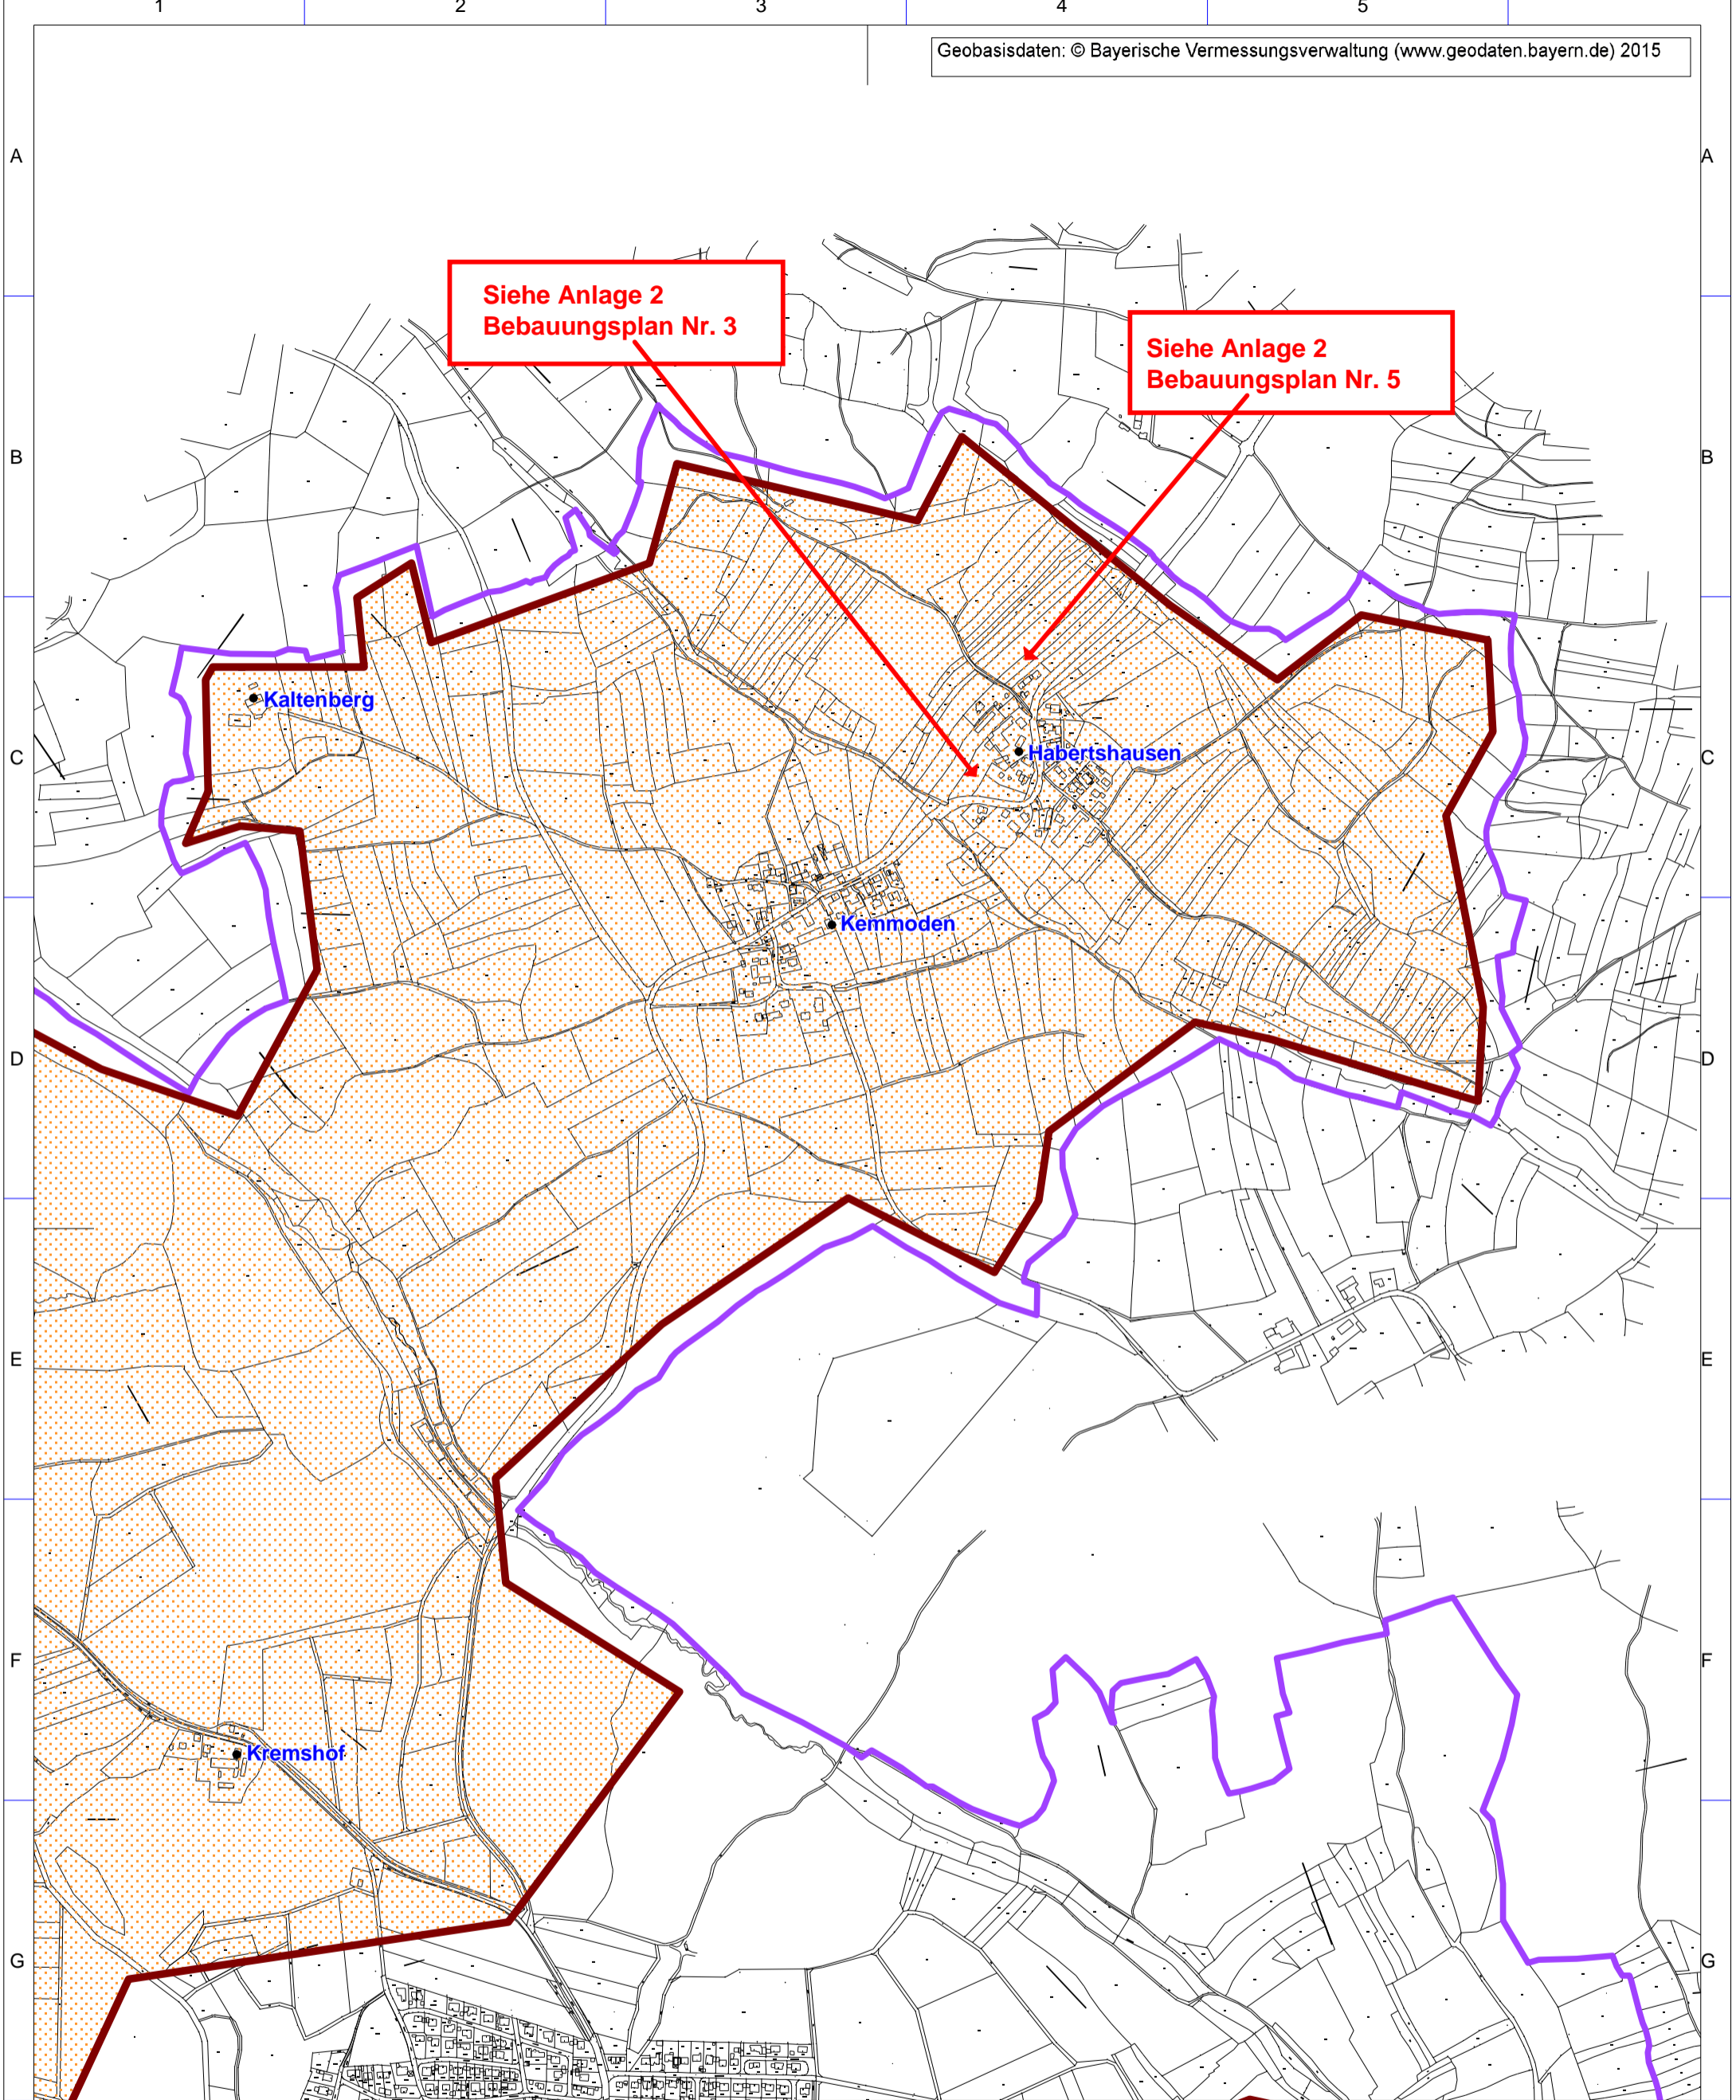 1 2 3 4 5
Geobasisdaten: © Bayerische Vermessungsverwaltung (www.geodaten.bayern.de) 2015
A A
Siehe Anlage 2
Bebauungsplan Nr. 3
Siehe Anlage 2
Bebauungsplan Nr. 5
B B
Kaltenberg
Habertshausen
C C
Kemmoden
D D
E E
F F
Kremshof
G G